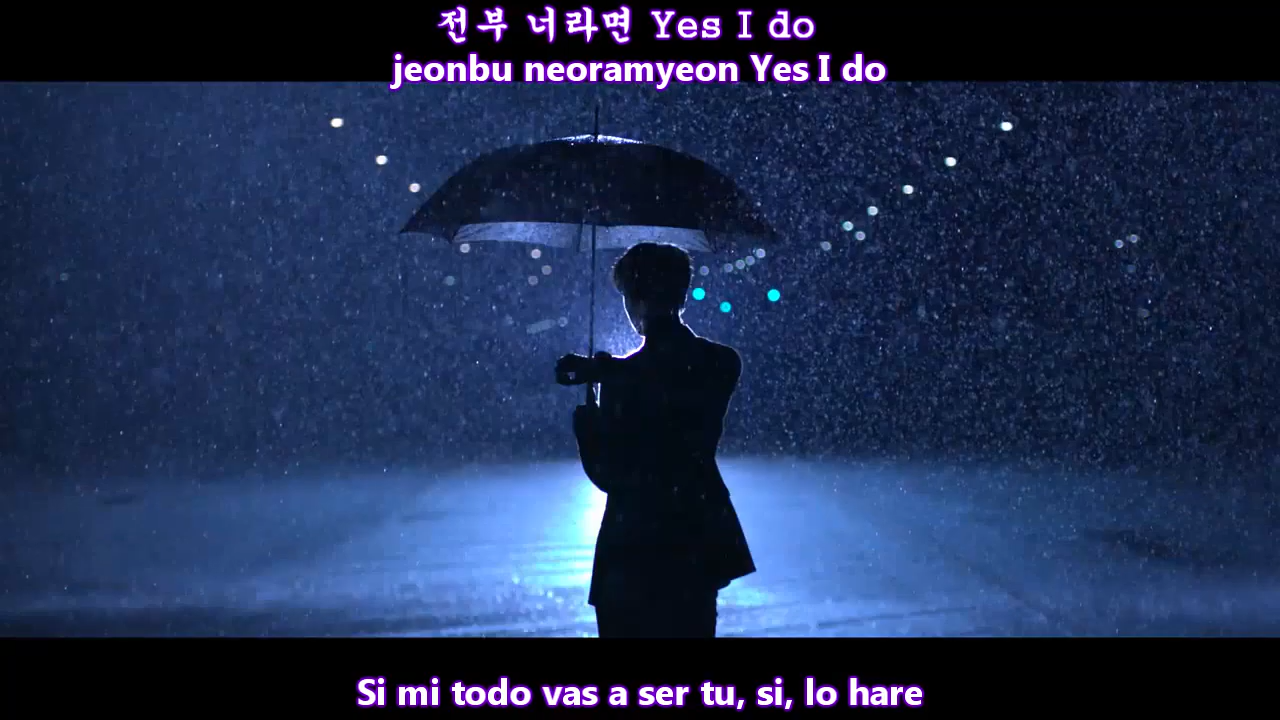 전부 너라면 Yes I do
jeonbu neoramyeon Yes I do
Si mi todo vas a ser tu, si, lo hare